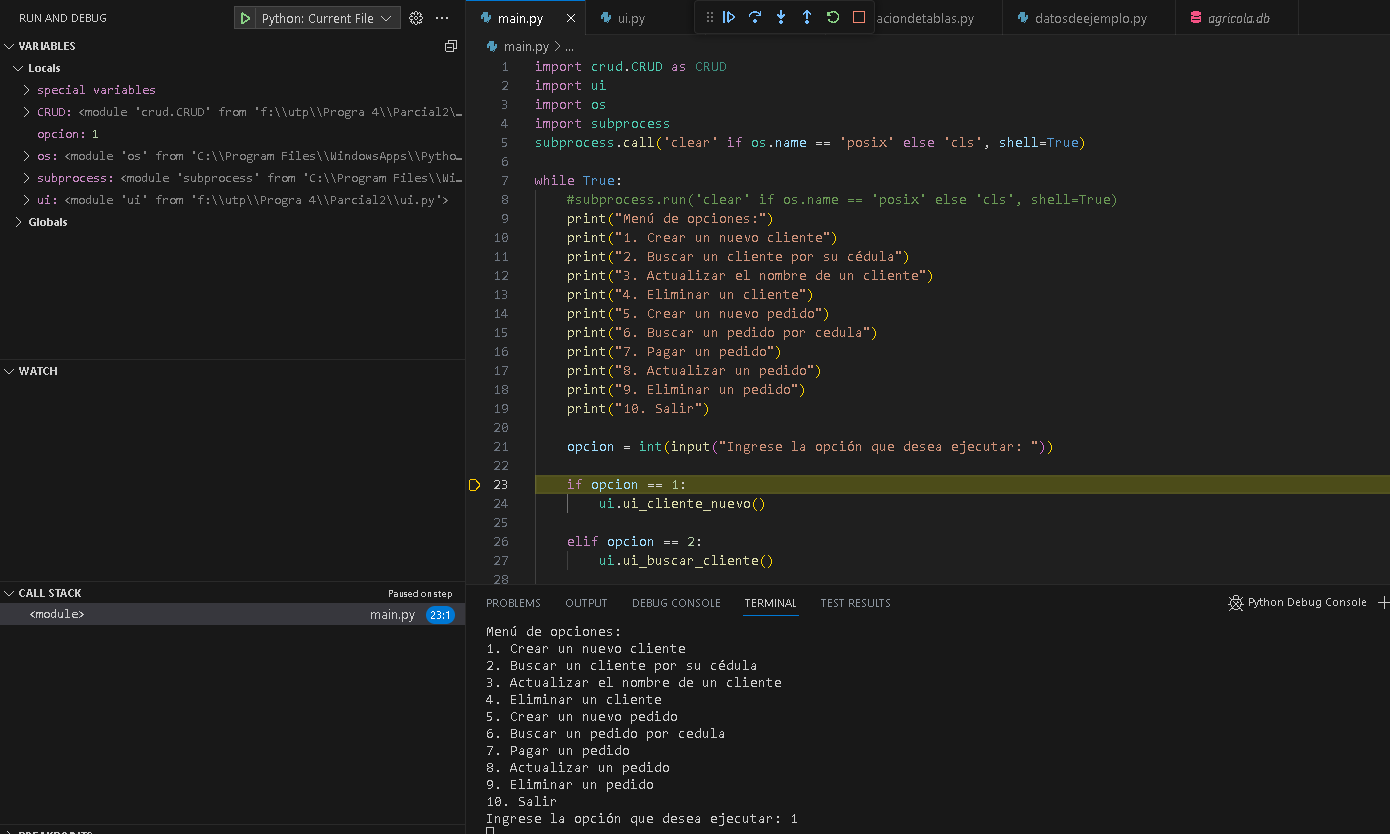 RUN AND DEBUG
Python: Current File
VARIABLES
Locals
special variables
CRUD: <module 'crud.CRUD' from 'f:\\utp\\Progra 4\\Parcial2\…
opcion: 1
os: <module 'os' from 'C:\\Program Files\\WindowsApps\\Pytho…
subprocess: <module 'subprocess' from 'C:\\Program Files\\Wi…
ui: <module 'ui' from 'f:\\utp\\Progra 4\\Parcial2\\ui.py'>
Globals
WATCH
CALL STACK
Paused on step
<module>
main.py
23:1
BREAKPOINTS
main.py
ui.py
aciondetablas.py
datosdeejemplo.py
agricola.db
main.py > ...
1 import crud.CRUD as CRUD
2 import ui
3 import os
4 import subprocess
5 subprocess.call('clear' if os.name == 'posix' else 'cls', shell=True)
6
7 while True:
8 #subprocess.run('clear' if os.name == 'posix' else 'cls', shell=True)
9 print("Menú de opciones:")
10 print("1. Crear un nuevo cliente")
11 print("2. Buscar un cliente por su cédula")
12 print("3. Actualizar el nombre de un cliente")
13 print("4. Eliminar un cliente")
14 print("5. Crear un nuevo pedido")
15 print("6. Buscar un pedido por cedula")
16 print("7. Pagar un pedido")
17 print("8. Actualizar un pedido")
18 print("9. Eliminar un pedido")
19 print("10. Salir")
20
21 opcion = int(input("Ingrese la opción que desea ejecutar: "))
22
23 if opcion == 1:
24 ui.ui_cliente_nuevo()
25
26 elif opcion == 2:
27 ui.ui_buscar_cliente()
28
PROBLEMS
OUTPUT
DEBUG CONSOLE
TERMINAL
TEST RESULTS
Python Debug Console
Menú de opciones:
1. Crear un nuevo cliente
2. Buscar un cliente por su cédula
3. Actualizar el nombre de un cliente
4. Eliminar un cliente
5. Crear un nuevo pedido
6. Buscar un pedido por cedula
7. Pagar un pedido
8. Actualizar un pedido
9. Eliminar un pedido
10. Salir
Ingrese la opción que desea ejecutar: 1